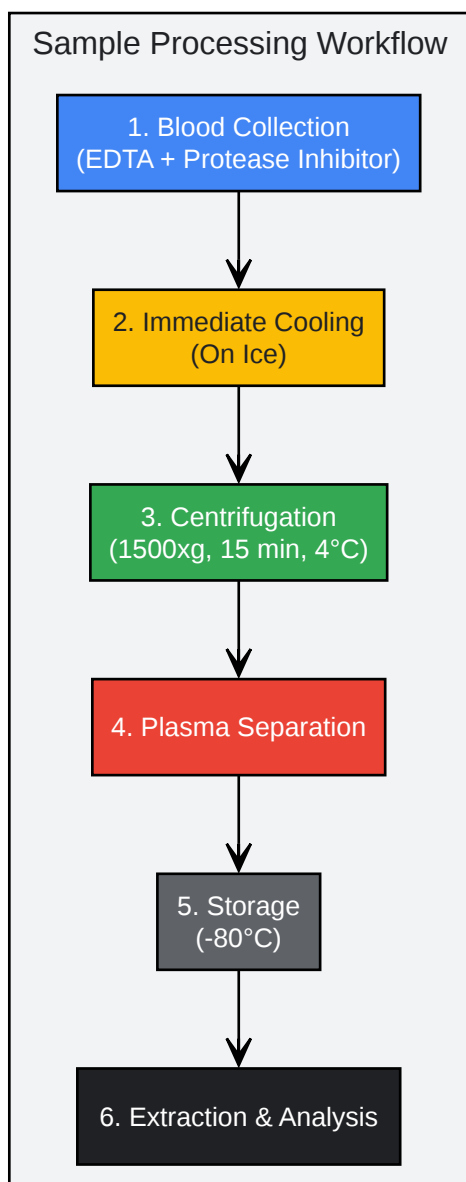 Sample Processing Workflow
1. Blood Collection
(EDTA + Protease Inhibitor)
2. Immediate Cooling
(On Ice)
3. Centrifugation
(1500xg, 15 min, 4°C)
4. Plasma Separation
5. Storage
(-80°C)
6. Extraction & Analysis